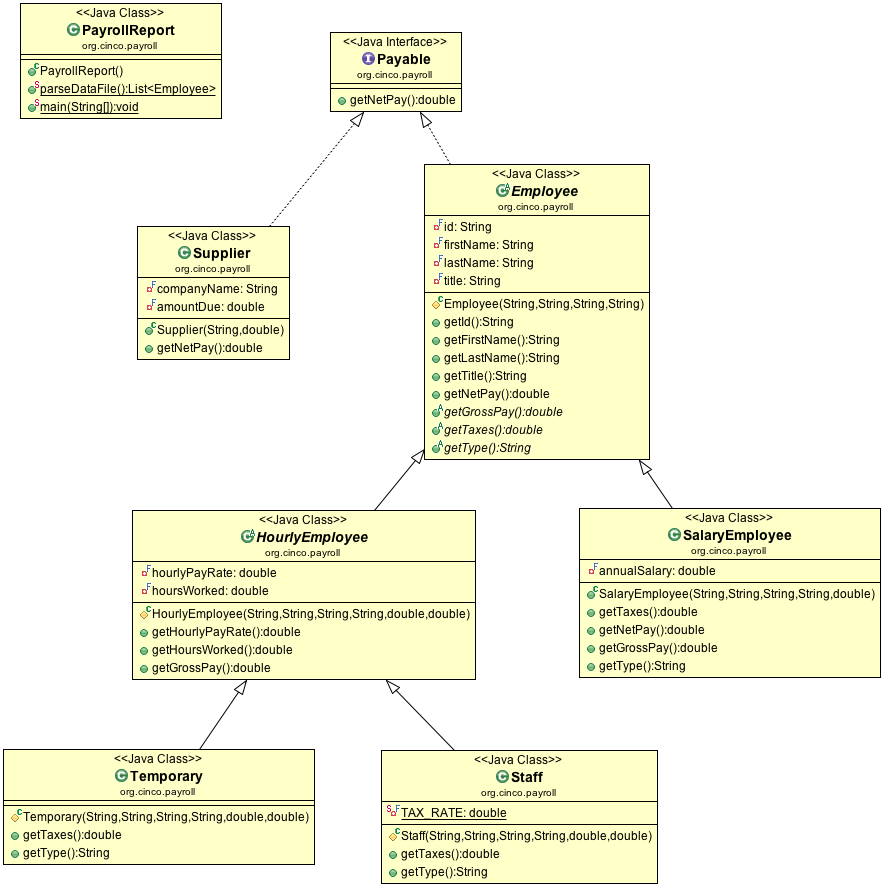 <<Java Class>>
PayrollReport
org.cinco.payroll
PayrollReport()
parseDataFile():List<Employee>
main(String[]):void
<<Java Interface>>
Payable
org.cinco.payroll
getNetPay():double
<<Java Class>>
Employee
org.cinco.payroll
id: String
firstName: String
lastName: String
title: String
Employee(String,String,String,String)
getId():String
getFirstName():String
getLastName():String
getTitle():String
getNetPay():double
getGrossPay():double
getTaxes():double
getType():String
<<Java Class>>
Supplier
org.cinco.payroll
companyName: String
amountDue: double
Supplier(String,double)
getNetPay():double
<<Java Class>>
HourlyEmployee
org.cinco.payroll
hourlyPayRate: double
hoursWorked: double
HourlyEmployee(String,String,String,String,double,double)
getHourlyPayRate():double
getHoursWorked():double
getGrossPay():double
<<Java Class>>
SalaryEmployee
org.cinco.payroll
annualSalary: double
SalaryEmployee(String,String,String,String,double)
getTaxes():double
getNetPay():double
getGrossPay():double
getType():String
<<Java Class>>
Temporary
org.cinco.payroll
Temporary(String,String,String,String,double,double)
getTaxes():double
getType():String
<<Java Class>>
Staff
org.cinco.payroll
TAX_RATE: double
Staff(String,String,String,String,double,double)
getTaxes():double
getType():String